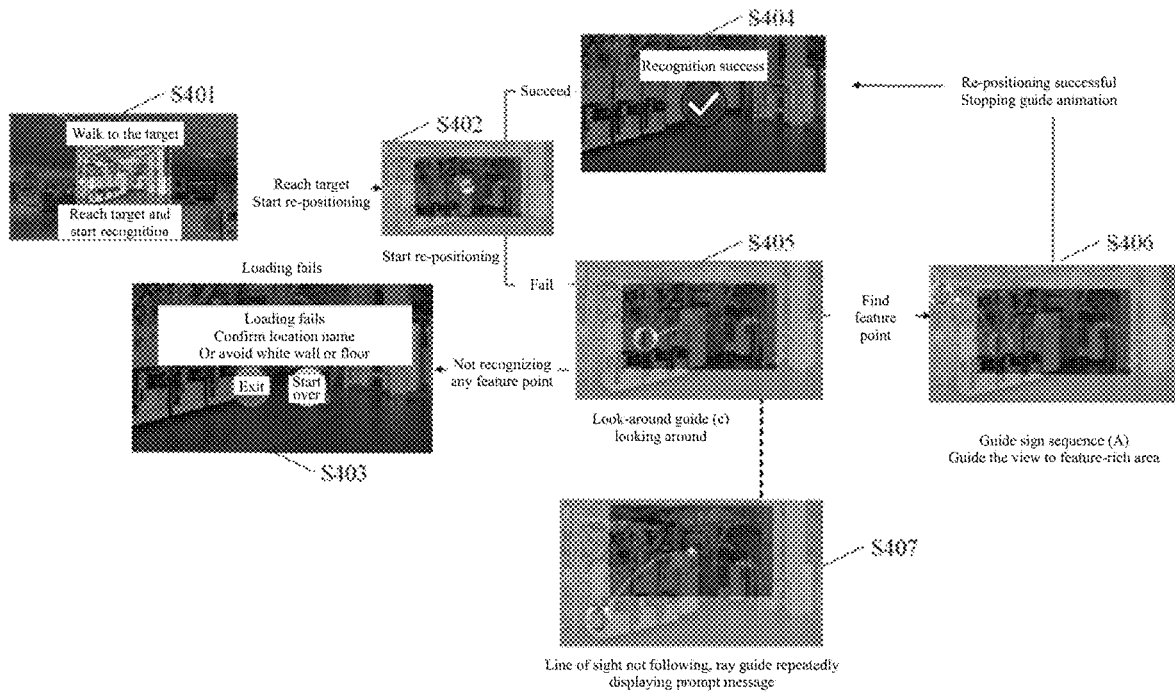 S404
Recognition success
Succeed
Re-positioning successful
Stopping guide animation
S401
Walk to the target
Reach target and
start recognition
S402
Reach target
Start re-positioning
Start re-positioning
S405
S406
Loading fails
Fail
Loading fails
Confirm location name
Or avoid white wall or floor
Exit
Start
over
Not recognizing
any feature point
Find
feature
point
Look-around guide (c)
looking around
Guide sign sequence (A)
Guide the view to feature-rich area
S403
S407
Line of sight not following, ray guide repeatedly
displaying prompt message